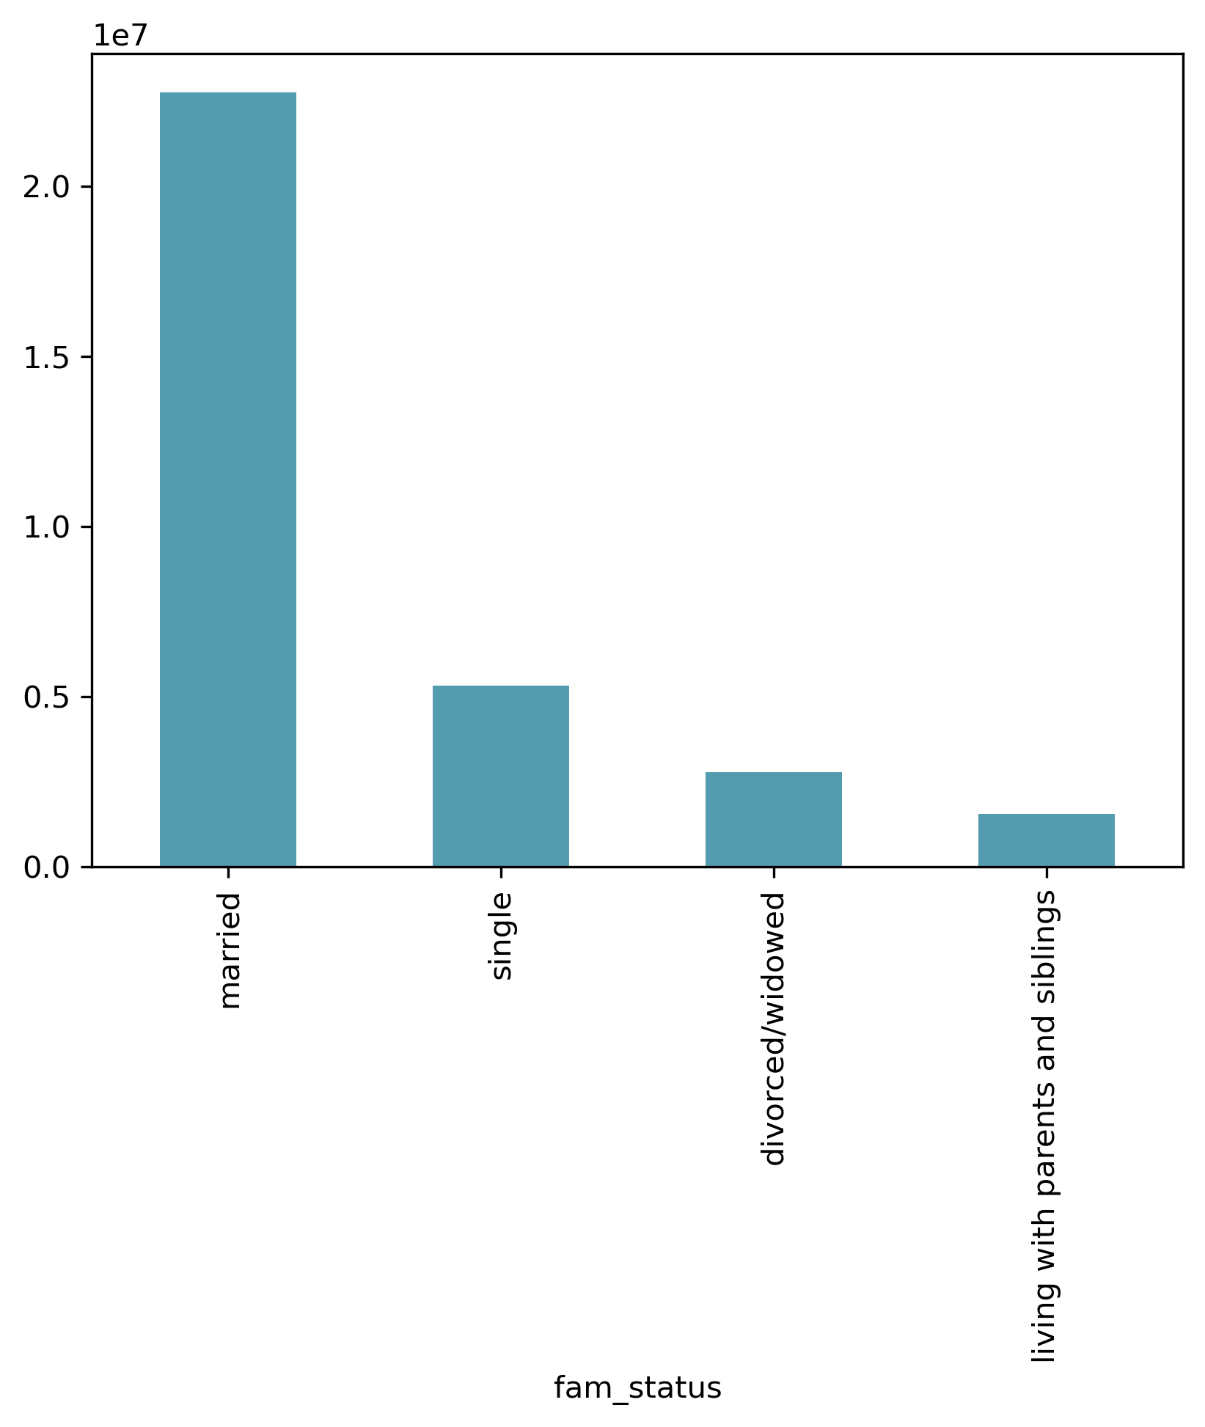 1e7
2.0
1.5
1.0
0.5
0.0
married
single
divorced/widowed
living with parents and siblings
fam_status